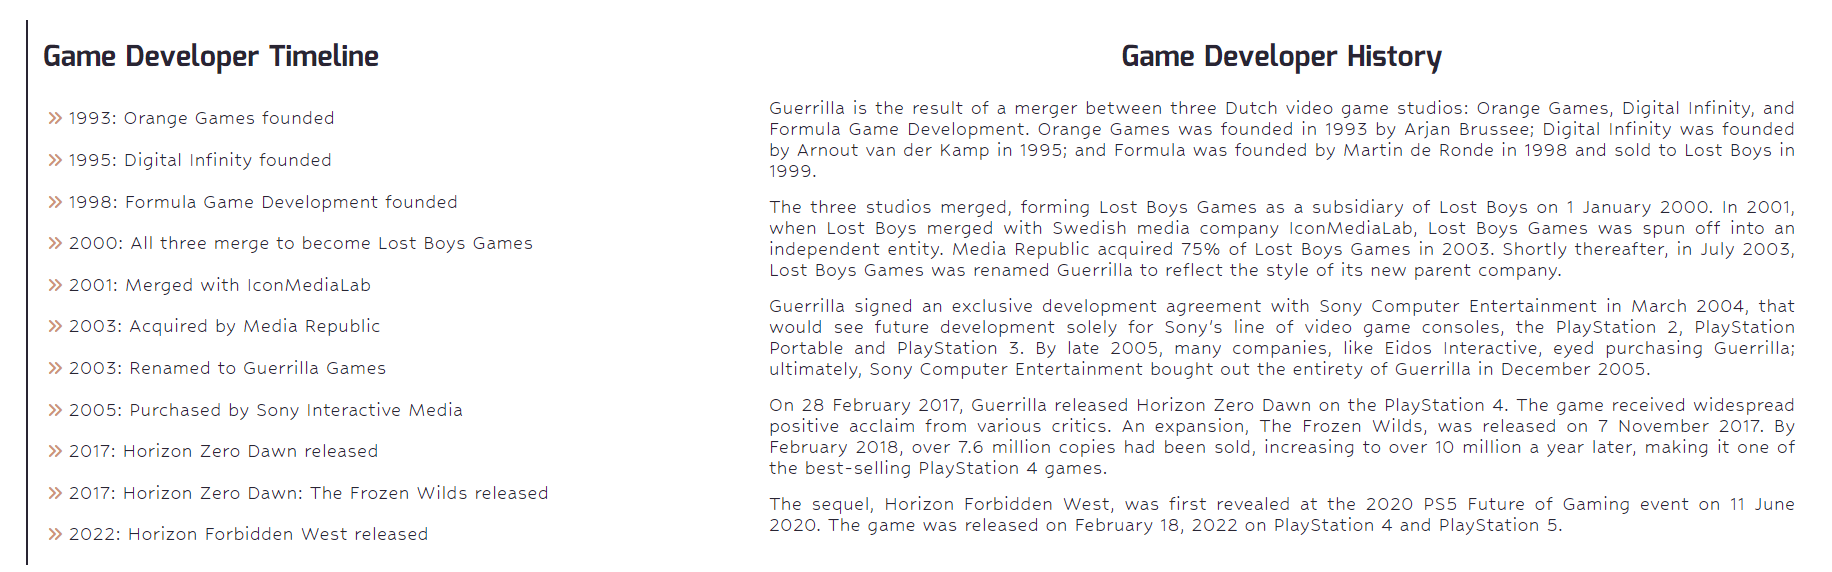 Game Developer Timeline
» 1993: Orange Games founded
» 1995: Digital Infinity founded
» 1998: Formula Game Development founded
» 2000: All three merge to become Lost Boys Games
» 2001: Merged with IconMediaLab
» 2003: Acquired by Media Republic
» 2003: Renamed to Guerrilla Games
» 2005: Purchased by Sony Interactive Media
» 2017: Horizon Zero Dawn released
» 2017: Horizon Zero Dawn: The Frozen Wilds released
» 2022: Horizon Forbidden West released
Game Developer History
Guerrilla is the result of a merger between three Dutch video game studios: Orange Games, Digital Infinity, and
Formula Game Development. Orange Games was founded in 1993 by Arjan Brussee; Digital Infinity was founded
by Arnout van der Kamp in 1995; and Formula was founded by Martin de Ronde in 1998 and sold to Lost Boys in
1999.
The three studios merged, forming Lost Boys Games as a subsidiary of Lost Boys on 1 January 2000. In 2001,
when Lost Boys merged with Swedish media company IconMediaLab, Lost Boys Games was spun off into an
independent entity. Media Republic acquired 75% of Lost Boys Games in 2003. Shortly thereafter, in July 2003,
Lost Boys Games was renamed Guerrilla to reflect the style of its new parent company.
Guerrilla signed an exclusive development agreement with Sony Computer Entertainment in March 2004, that
would see future development solely for Sony's line of video game consoles, the PlayStation 2, PlayStation
Portable and PlayStation 3. By late 2005, many companies, like Eidos Interactive, eyed purchasing Guerrilla;
ultimately, Sony Computer Entertainment bought out the entirety of Guerrilla in December 2005.
On 28 February 2017, Guerrilla released Horizon Zero Dawn on the PlayStation 4. The game received widespread
positive acclaim from various critics. An expansion, The Frozen Wilds, was released on 7 November 2017. By
February 2018, over 7.6 million copies had been sold, increasing to over 10 million a year later, making it one of
the best-selling PlayStation 4 games.
The sequel, Horizon Forbidden West, was first revealed at the 2020 PS5 Future of Gaming event on 11 June
2020. The game was released on February 18, 2022 on PlayStation 4 and PlayStation 5.